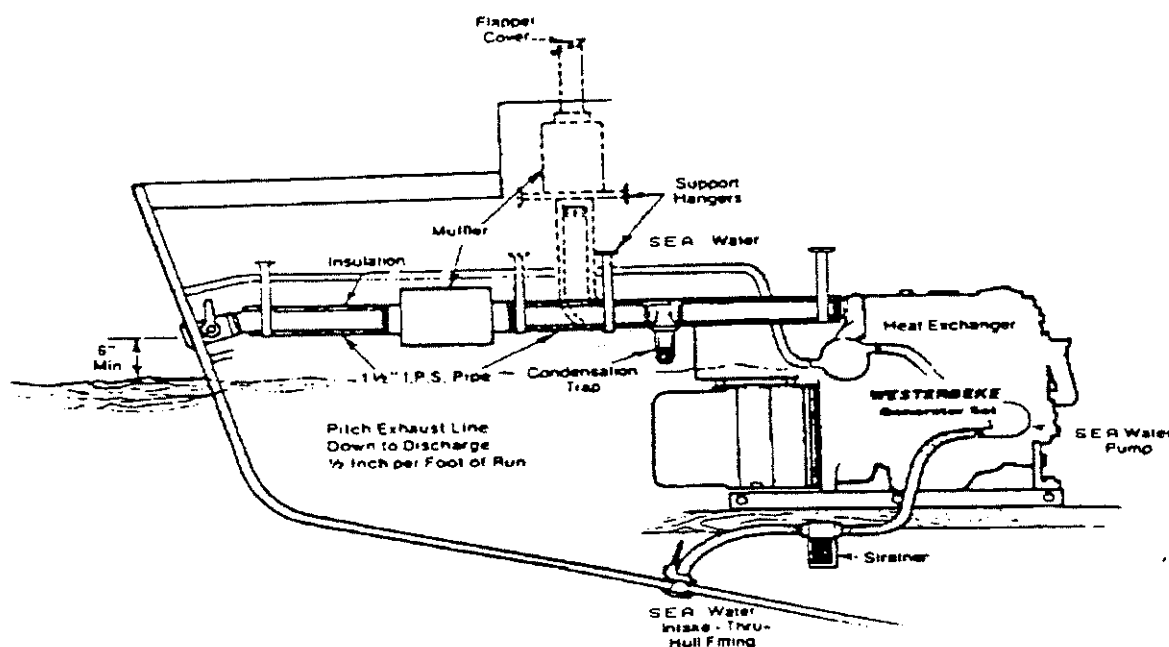 Flapper
Cover
Support
Hangers
Muffler
SEA Water
Insulation
Heat Exchanger
6"
Min
1½" I.P.S. Pipe
Condensation
Trap
WESTERBEKE
Generator Set
Pitch Exhaust Line
Down to Discharge
½ Inch per Foot of Run
SEA Water
Pump
Strainer
SEA Water
Intake - Thru-
Hull Fitting